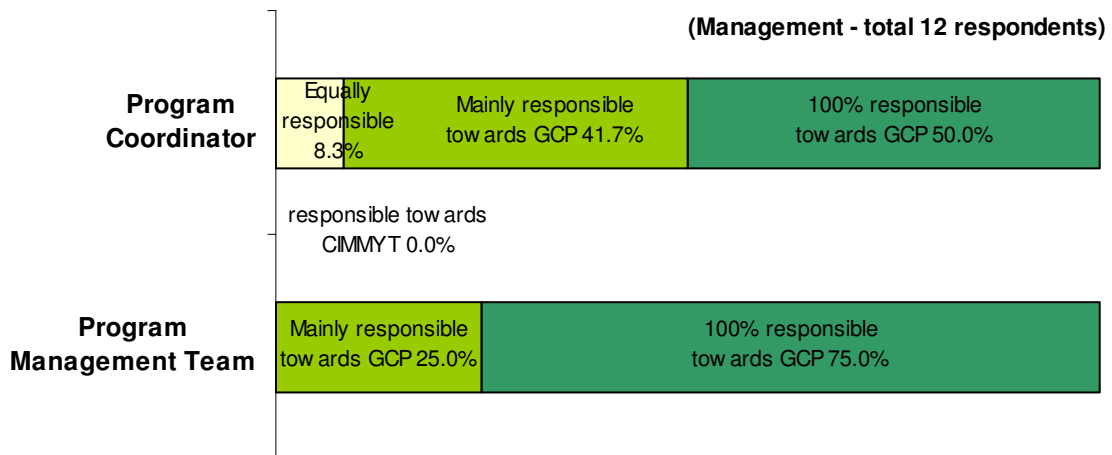 (Management - total 12 respondents)
Program
Coordinator
Equally
responsible
8.3%
Mainly responsible
tow ards GCP 41.7%
100% responsible
tow ards GCP 50.0%
responsible tow ards
CIMMYT 0.0%
Program
Management Team
Mainly responsible
tow ards GCP 25.0%
100% responsible
tow ards GCP 75.0%